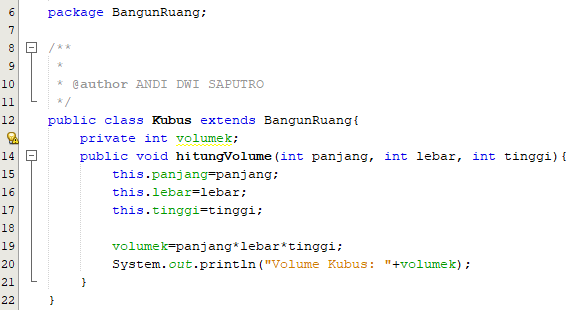 6 package BangunRuang;
7
8 /**
9 *
10 * @author ANDI DWI SAPUTRO
11 */
12 public class Kubus extends BangunRuang{
private int volumek;
14 public void hitungVolume(int panjang, int lebar, int tinggi){
15 this.panjang=panjang;
16 this.lebar=lebar;
17 this.tinggi=tinggi;
18
19 volumek=panjang*lebar*tinggi;
20 System.out.println("Volume Kubus: "+volumek);
21 }
22 }